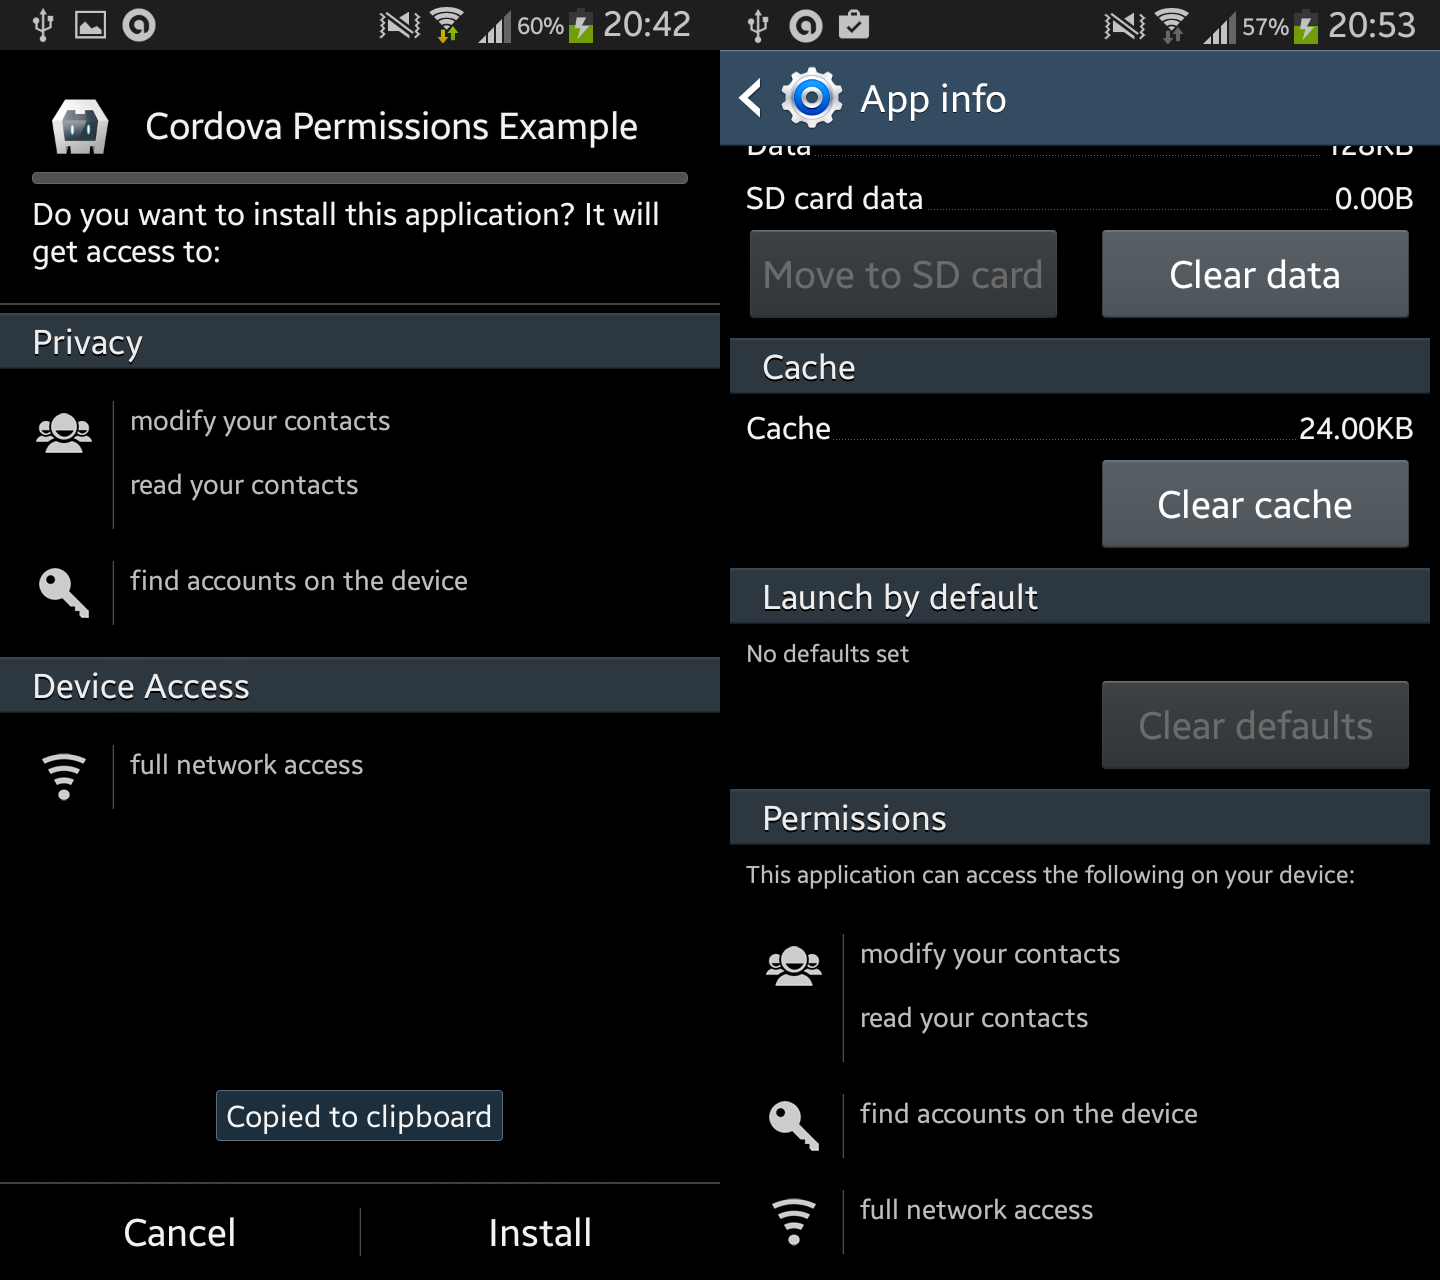 60% 20:42
Cordova Permissions Example
Do you want to install this application? It will
get access to:
Privacy
modify your contacts
read your contacts
find accounts on the device
Device Access
full network access
Copied to clipboard
Cancel Install
57% 20:53
App info
Data 128KB
SD card data 0.00B
Move to SD card Clear data
Cache
Cache 24.00KB
Clear cache
Launch by default
No defaults set
Clear defaults
Permissions
This application can access the following on your device:
modify your contacts
read your contacts
find accounts on the device
full network access